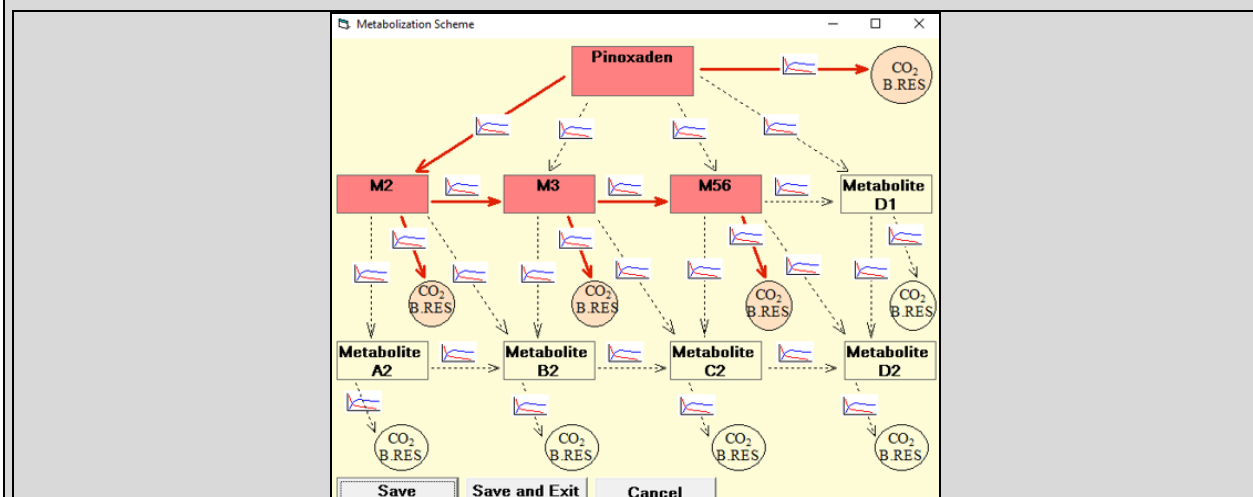 Metabolization Scheme
Pinoxaden
CO2
B.RES
M2
M3
M56
Metabolite
D1
CO2
B.RES
CO2
B.RES
CO2
B.RES
CO2
B.RES
Metabolite
A2
Metabolite
B2
Metabolite
C2
Metabolite
D2
CO2
B.RES
CO2
B.RES
CO2
B.RES
CO2
B.RES
Save
Save and Exit
Cancel